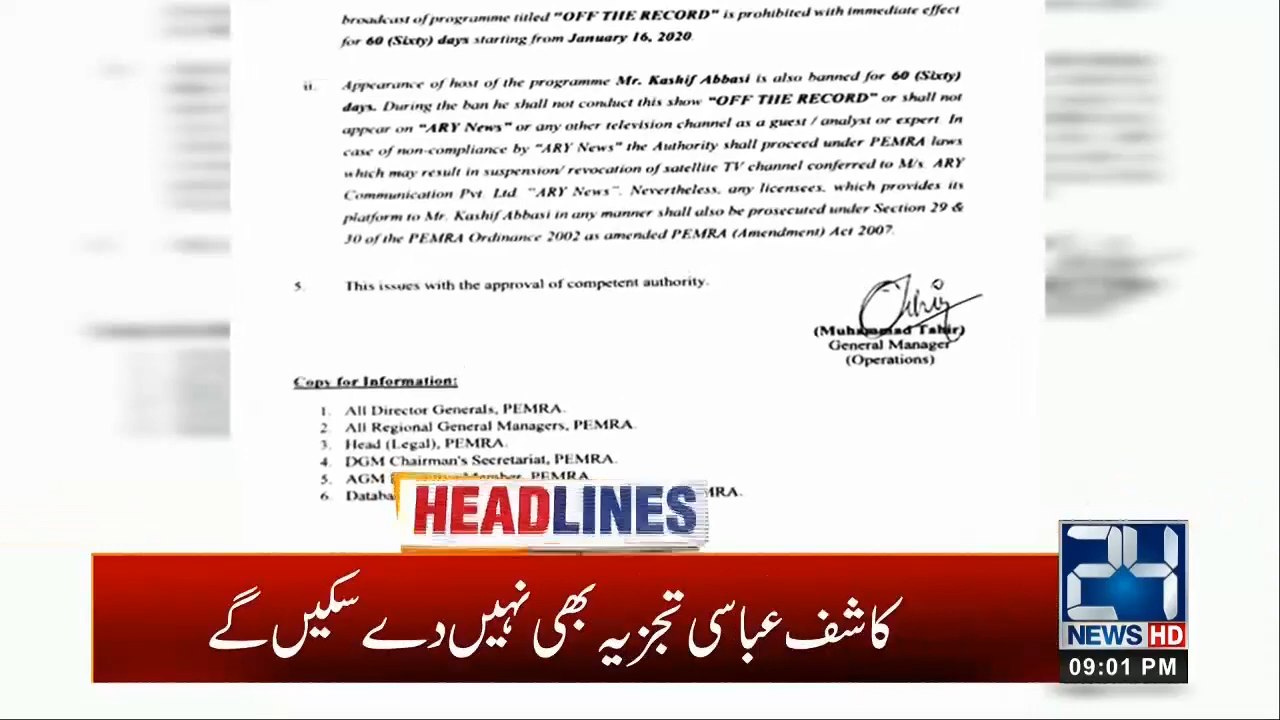 broadcast of programme titled "OFF THE RECORD" is prohibited with immediate effect
for 60 (Sixty) days starting from January 16, 2020.
ii. Appearance of host of the programme Mr. Kashif Abbasi is also banned for 60 (Sixty)
days. During the ban he shall not conduct this show "OFF THE RECORD" or shall not
appear on "ARY News" or any other television channel as a guest / analyst or expert. In
case of non-compliance by "ARY News" the Authority shall proceed under PEMRA laws
which may result in suspension/ revocation of satellite TV channel conferred to M/s. ARY
Communication Pvt. Ltd. "ARY News". Nevertheless, any licensees, which provides its
platform to Mr. Kashif Abbasi in any manner shall also be prosecuted under Section 29 &
30 of the PEMRA Ordinance 2002 as amended PEMRA (Amendment) Act 2007.
5. This issues with the approval of competent authority.
(Muhammad Tahir)
General Manager
(Operations)
Copy for Information:
1. All Director Generals, PEMRA.
2. All Regional General Managers, PEMRA.
3. Head (Legal), PEMRA.
4. DGM Chairman's Secretariat, PEMRA.
5. AGM Member, PEMRA.
6.
HEADLINES
کاشف عباسی تجزیہ بھی نہیں دے سکیں گے
24
NEWS HD
09:01 PM